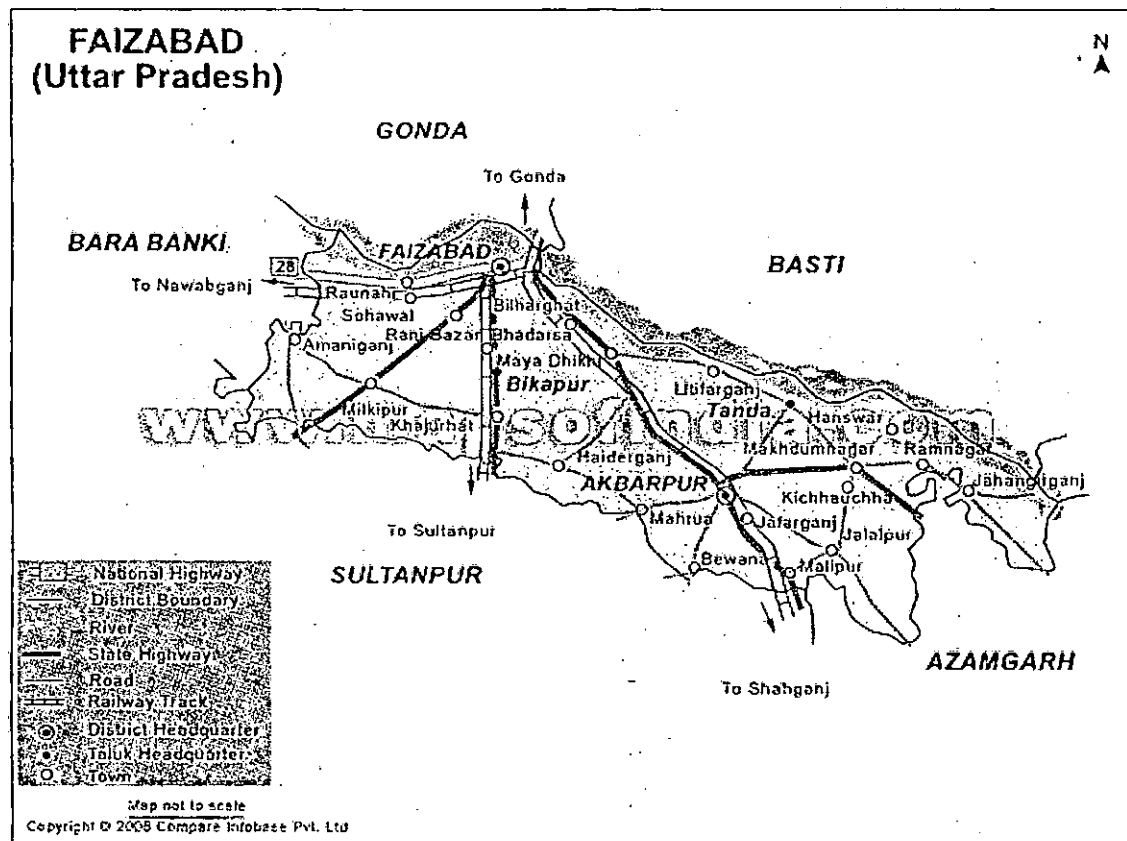 FAIZABAD
(Uttar Pradesh)
N
GONDA
To Gonda
BARA BANKI
FAIZABAD
BASTI
28
To Nawabganj
Raunahi
Sohawal
Bilharghat
Rani Bazar
Bhadarsa
Amaniganj
Maya Dhikhi
Bikapur
Utifarganj
Tanda
Hanswar
Milkipur
Khajurhat
Makhdumnagar
Ramnagar
Haiderganj
AKBARPUR
Jahangirganj
Kichhauchha
Mahrua
Jafarganj
To Sultanpur
Jalalpur
Bewana
Malipur
SULTANPUR
AZAMGARH
To Shahganj
National Highway
District Boundary
River
State Highway
Road
Railway Track
District Headquarter
Taluk Headquarter
Town
Map not to scale
Copyright © 2008 Compare Infobase Pvt. Ltd